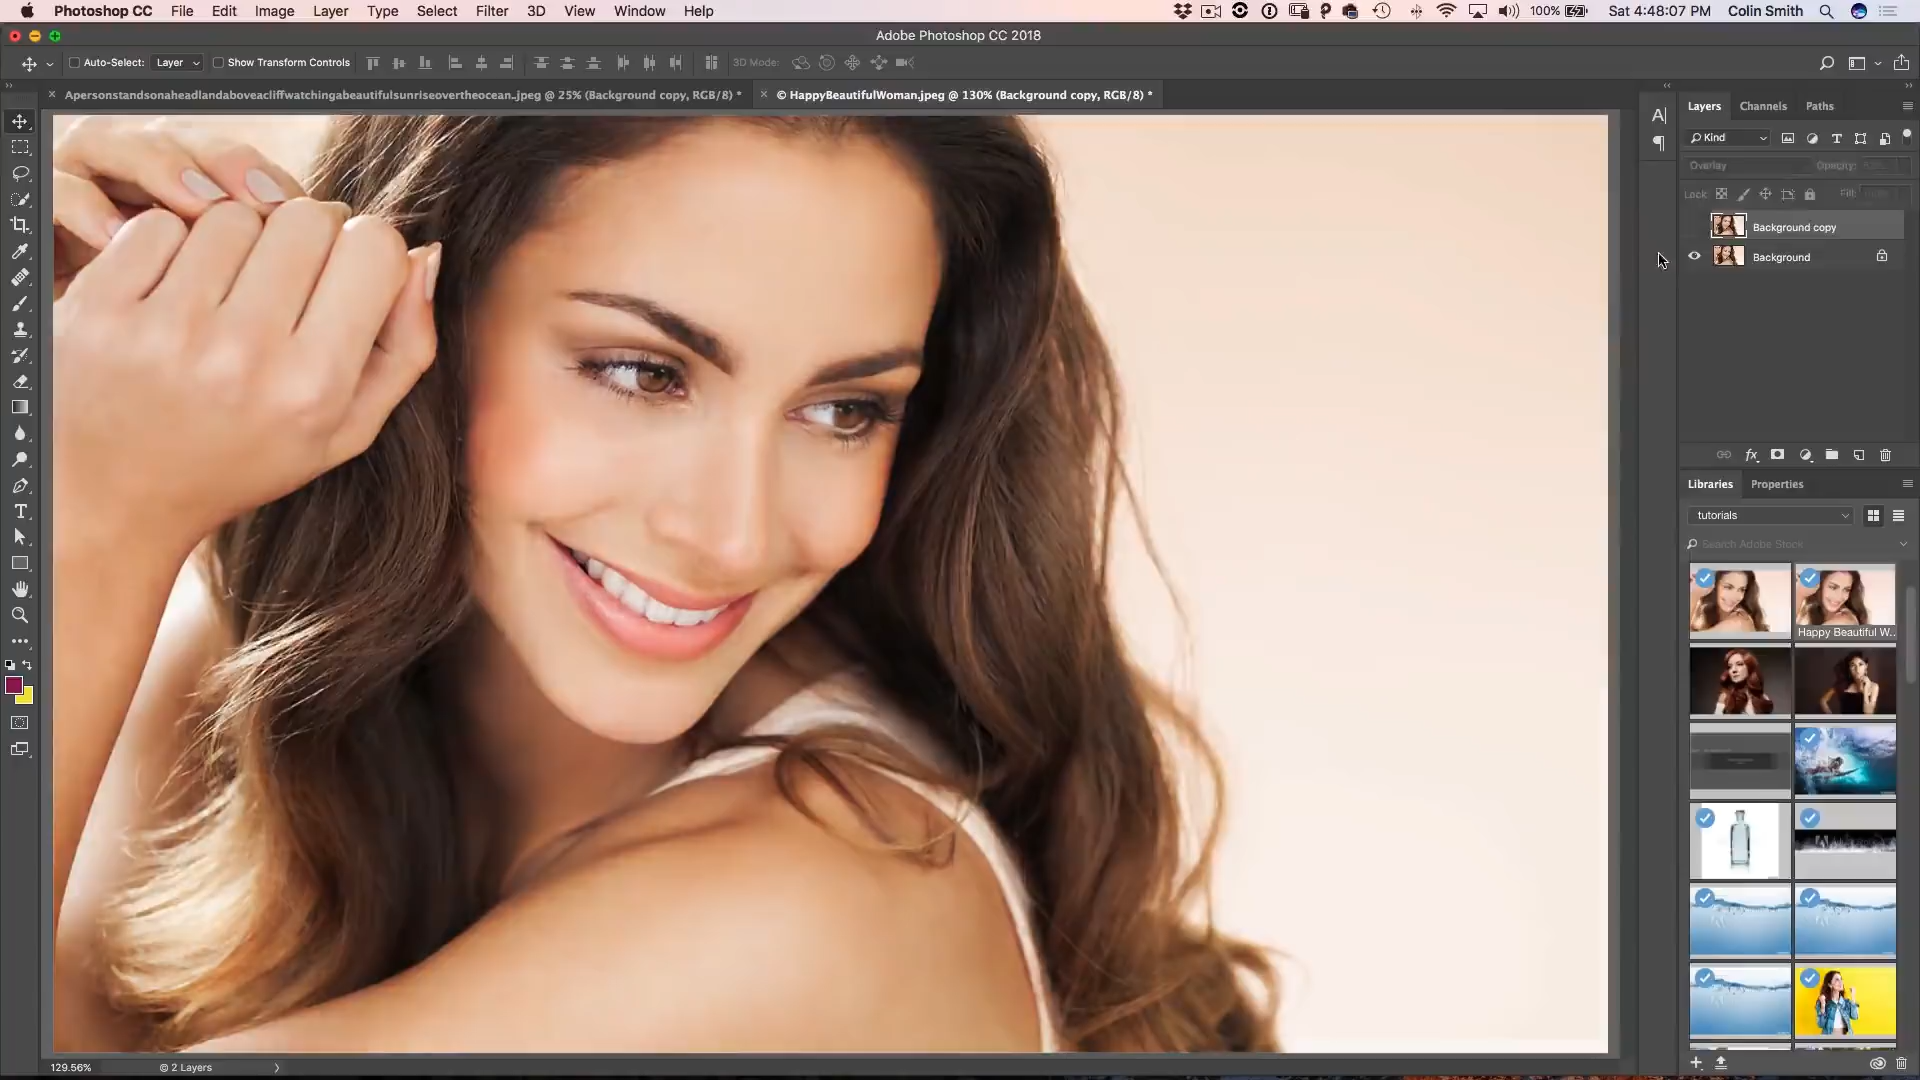 Photoshop CC File Edit Image Layer Type Select Filter 3D View Window Help 100% Sat 4:48:07 PM Colin Smith
Adobe Photoshop CC 2018
Auto-Select: Layer Show Transform Controls 3D Mode:
Apersonstandsonaheadlandaboveacliffwatchingabeautifulsunriseovertheocean..jpeg @ 25% (Background copy, RGB/8) * © HappyBeautifulWoman.jpeg @ 130% (Background copy, RGB/8) *
Layers Channels Paths
Kind
Overlay Opacity:
Lock: Fill:
Background copy
Background
fx
Libraries Properties
tutorials
Search Adobe Stock
Happy Beautiful W...
129.56% © 2 Layers